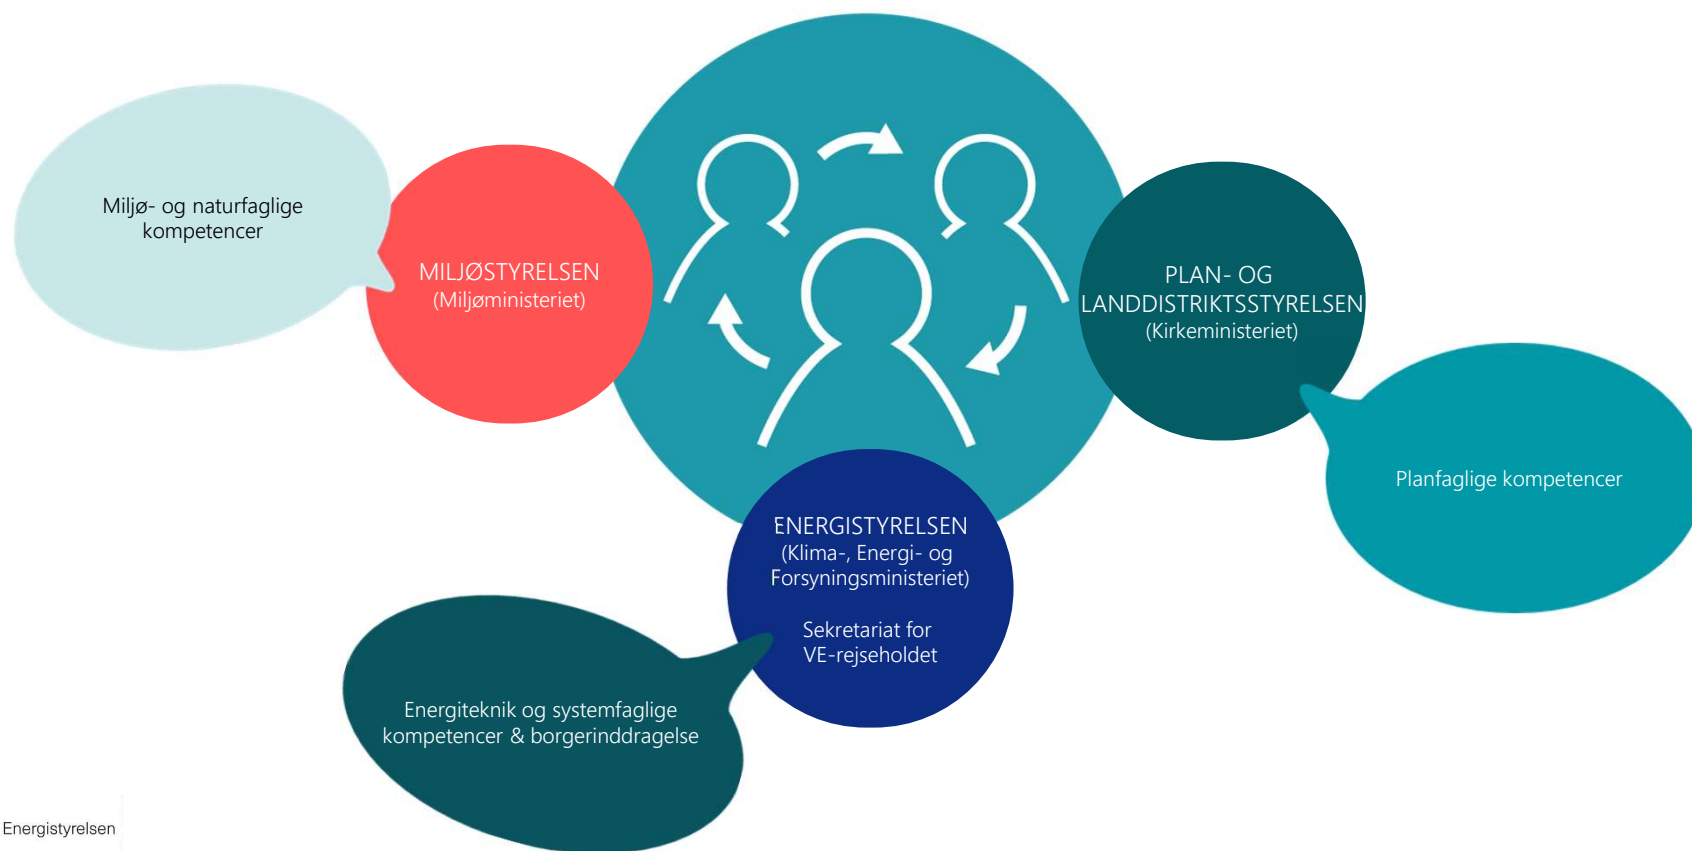 Miljø- og naturfaglige
kompetencer
MILJØSTYRELSEN
(Miljøministeriet)
PLAN- OG
LANDDISTRIKTSSTYRELSEN
(Kirkeministeriet)
Planfaglige kompetencer
ENERGISTYRELSEN
(Klima-, Energi- og
Forsyningsministeriet)
Sekretariat for
VE-rejseholdet
Energiteknik og systemfaglige
kompetencer & borgerinddragelse
Energistyrelsen